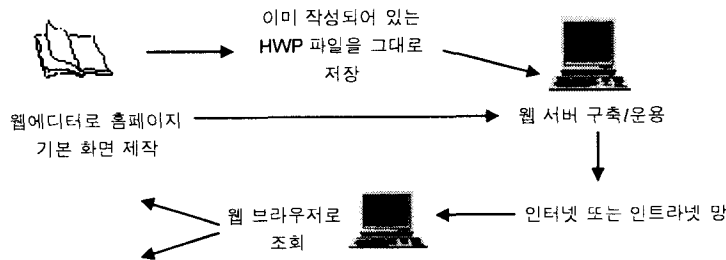 이미 작성되어 있는
HWP 파일을 그대로
저장
웹에디터로 홈페이지
기본 화면 제작
웹 서버 구축/운용
인터넷 또는 인트라넷 망
웹 브라우저로
조회